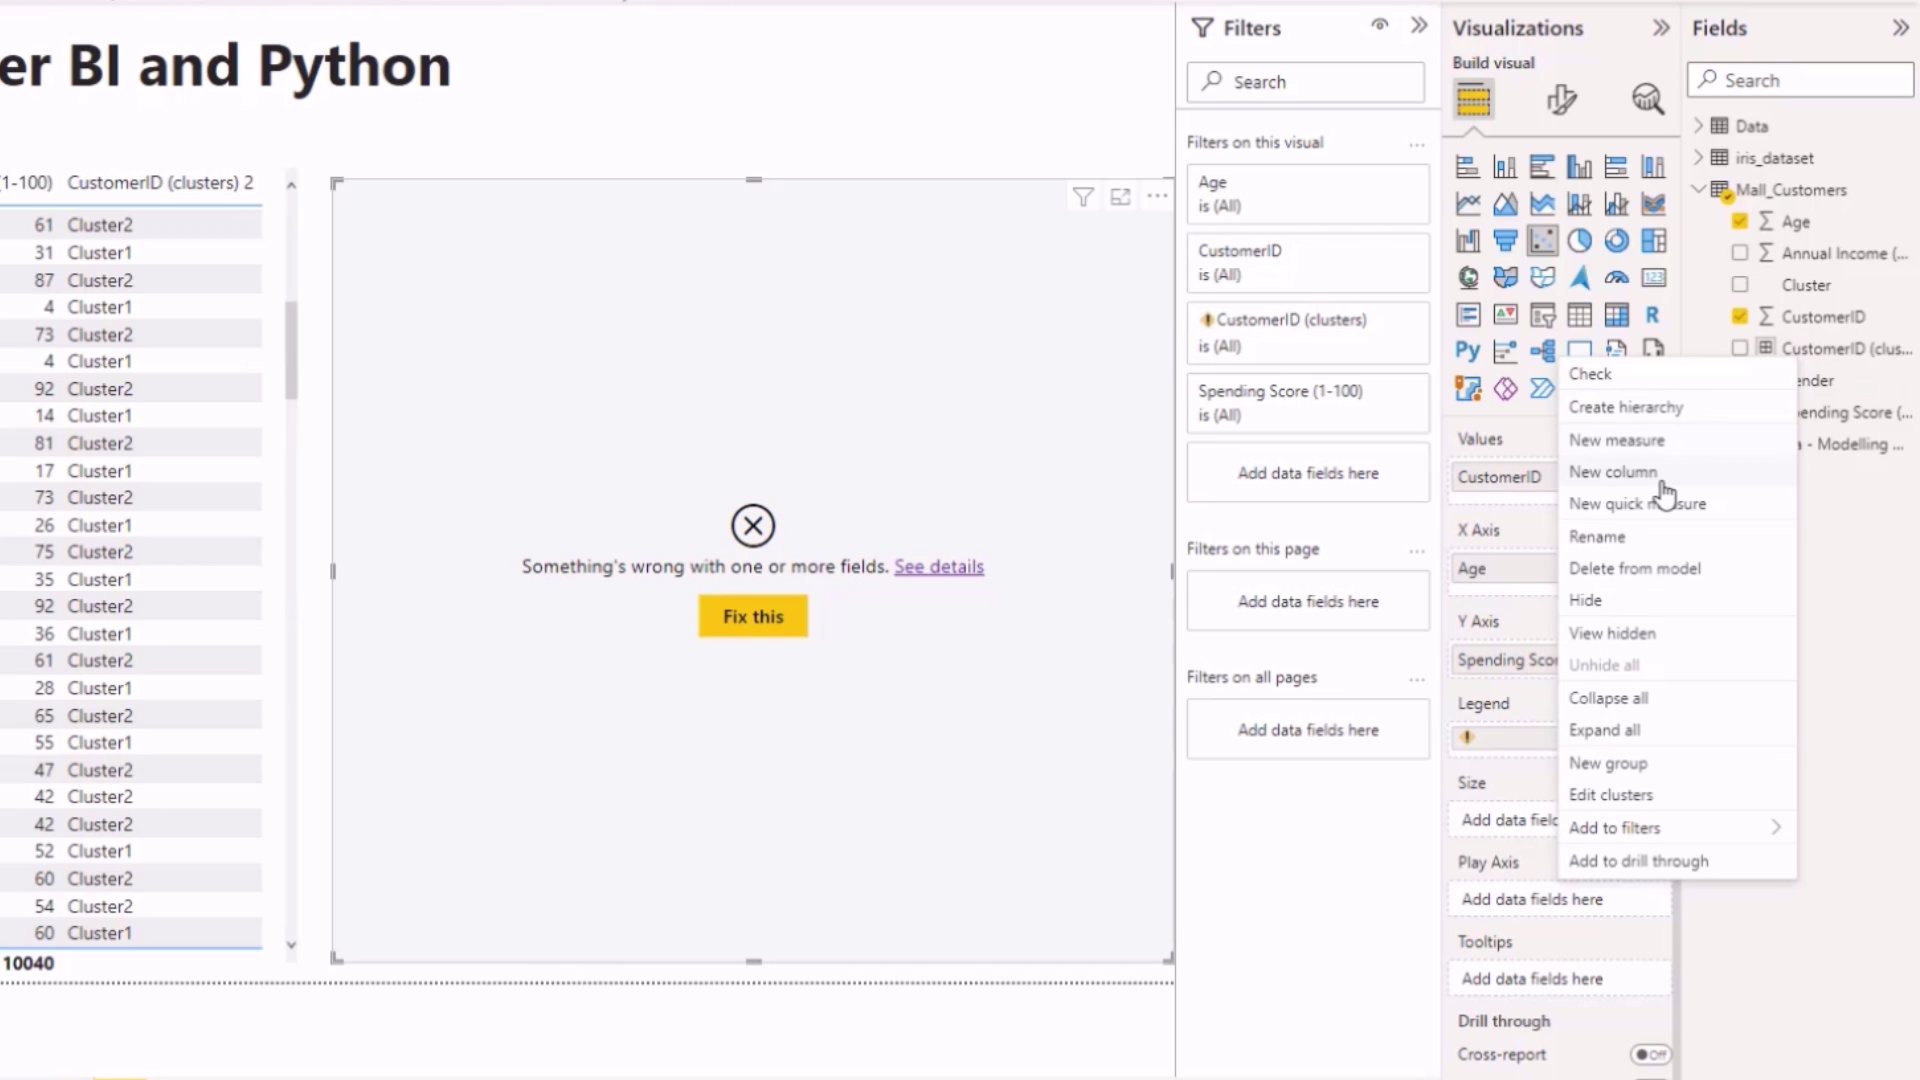 er BI and Python
(1-100) CustomerID (clusters) 2
61 Cluster2
31 Cluster1
87 Cluster2
4 Cluster1
73 Cluster2
4 Cluster1
92 Cluster2
14 Cluster1
81 Cluster2
17 Cluster1
73 Cluster2
26 Cluster1
75 Cluster2
35 Cluster1
92 Cluster2
36 Cluster1
61 Cluster2
28 Cluster1
65 Cluster2
55 Cluster1
47 Cluster2
42 Cluster2
42 Cluster2
52 Cluster1
60 Cluster2
54 Cluster2
60 Cluster1
10040
Something's wrong with one or more fields. See details
Fix this
Filters
Search
Filters on this visual
Age
is (All)
CustomerID
is (All)
CustomerID (clusters)
is (All)
Spending Score (1-100)
is (All)
Add data fields here
Filters on this page
Add data fields here
Filters on all pages
Add data fields here
Visualizations
Build visual
123
R
Py
Values
CustomerID
X Axis
Age
Y Axis
Spending Scor
Legend
Size
Add data fielc
Play Axis
Add data fields here
Tooltips
Add data fields here
Drill through
Cross-report
Off
Check
Create hierarchy
New measure
New column
New quick measure
Rename
Delete from model
Hide
View hidden
Unhide all
Collapse all
Expand all
New group
Edit clusters
Add to filters
Add to drill through
Fields
Search
Data
iris_dataset
Mall_Customers
Age
Annual Income (...
Cluster
CustomerID
CustomerID (clus...
ender
ending Score (...
- Modelling ...